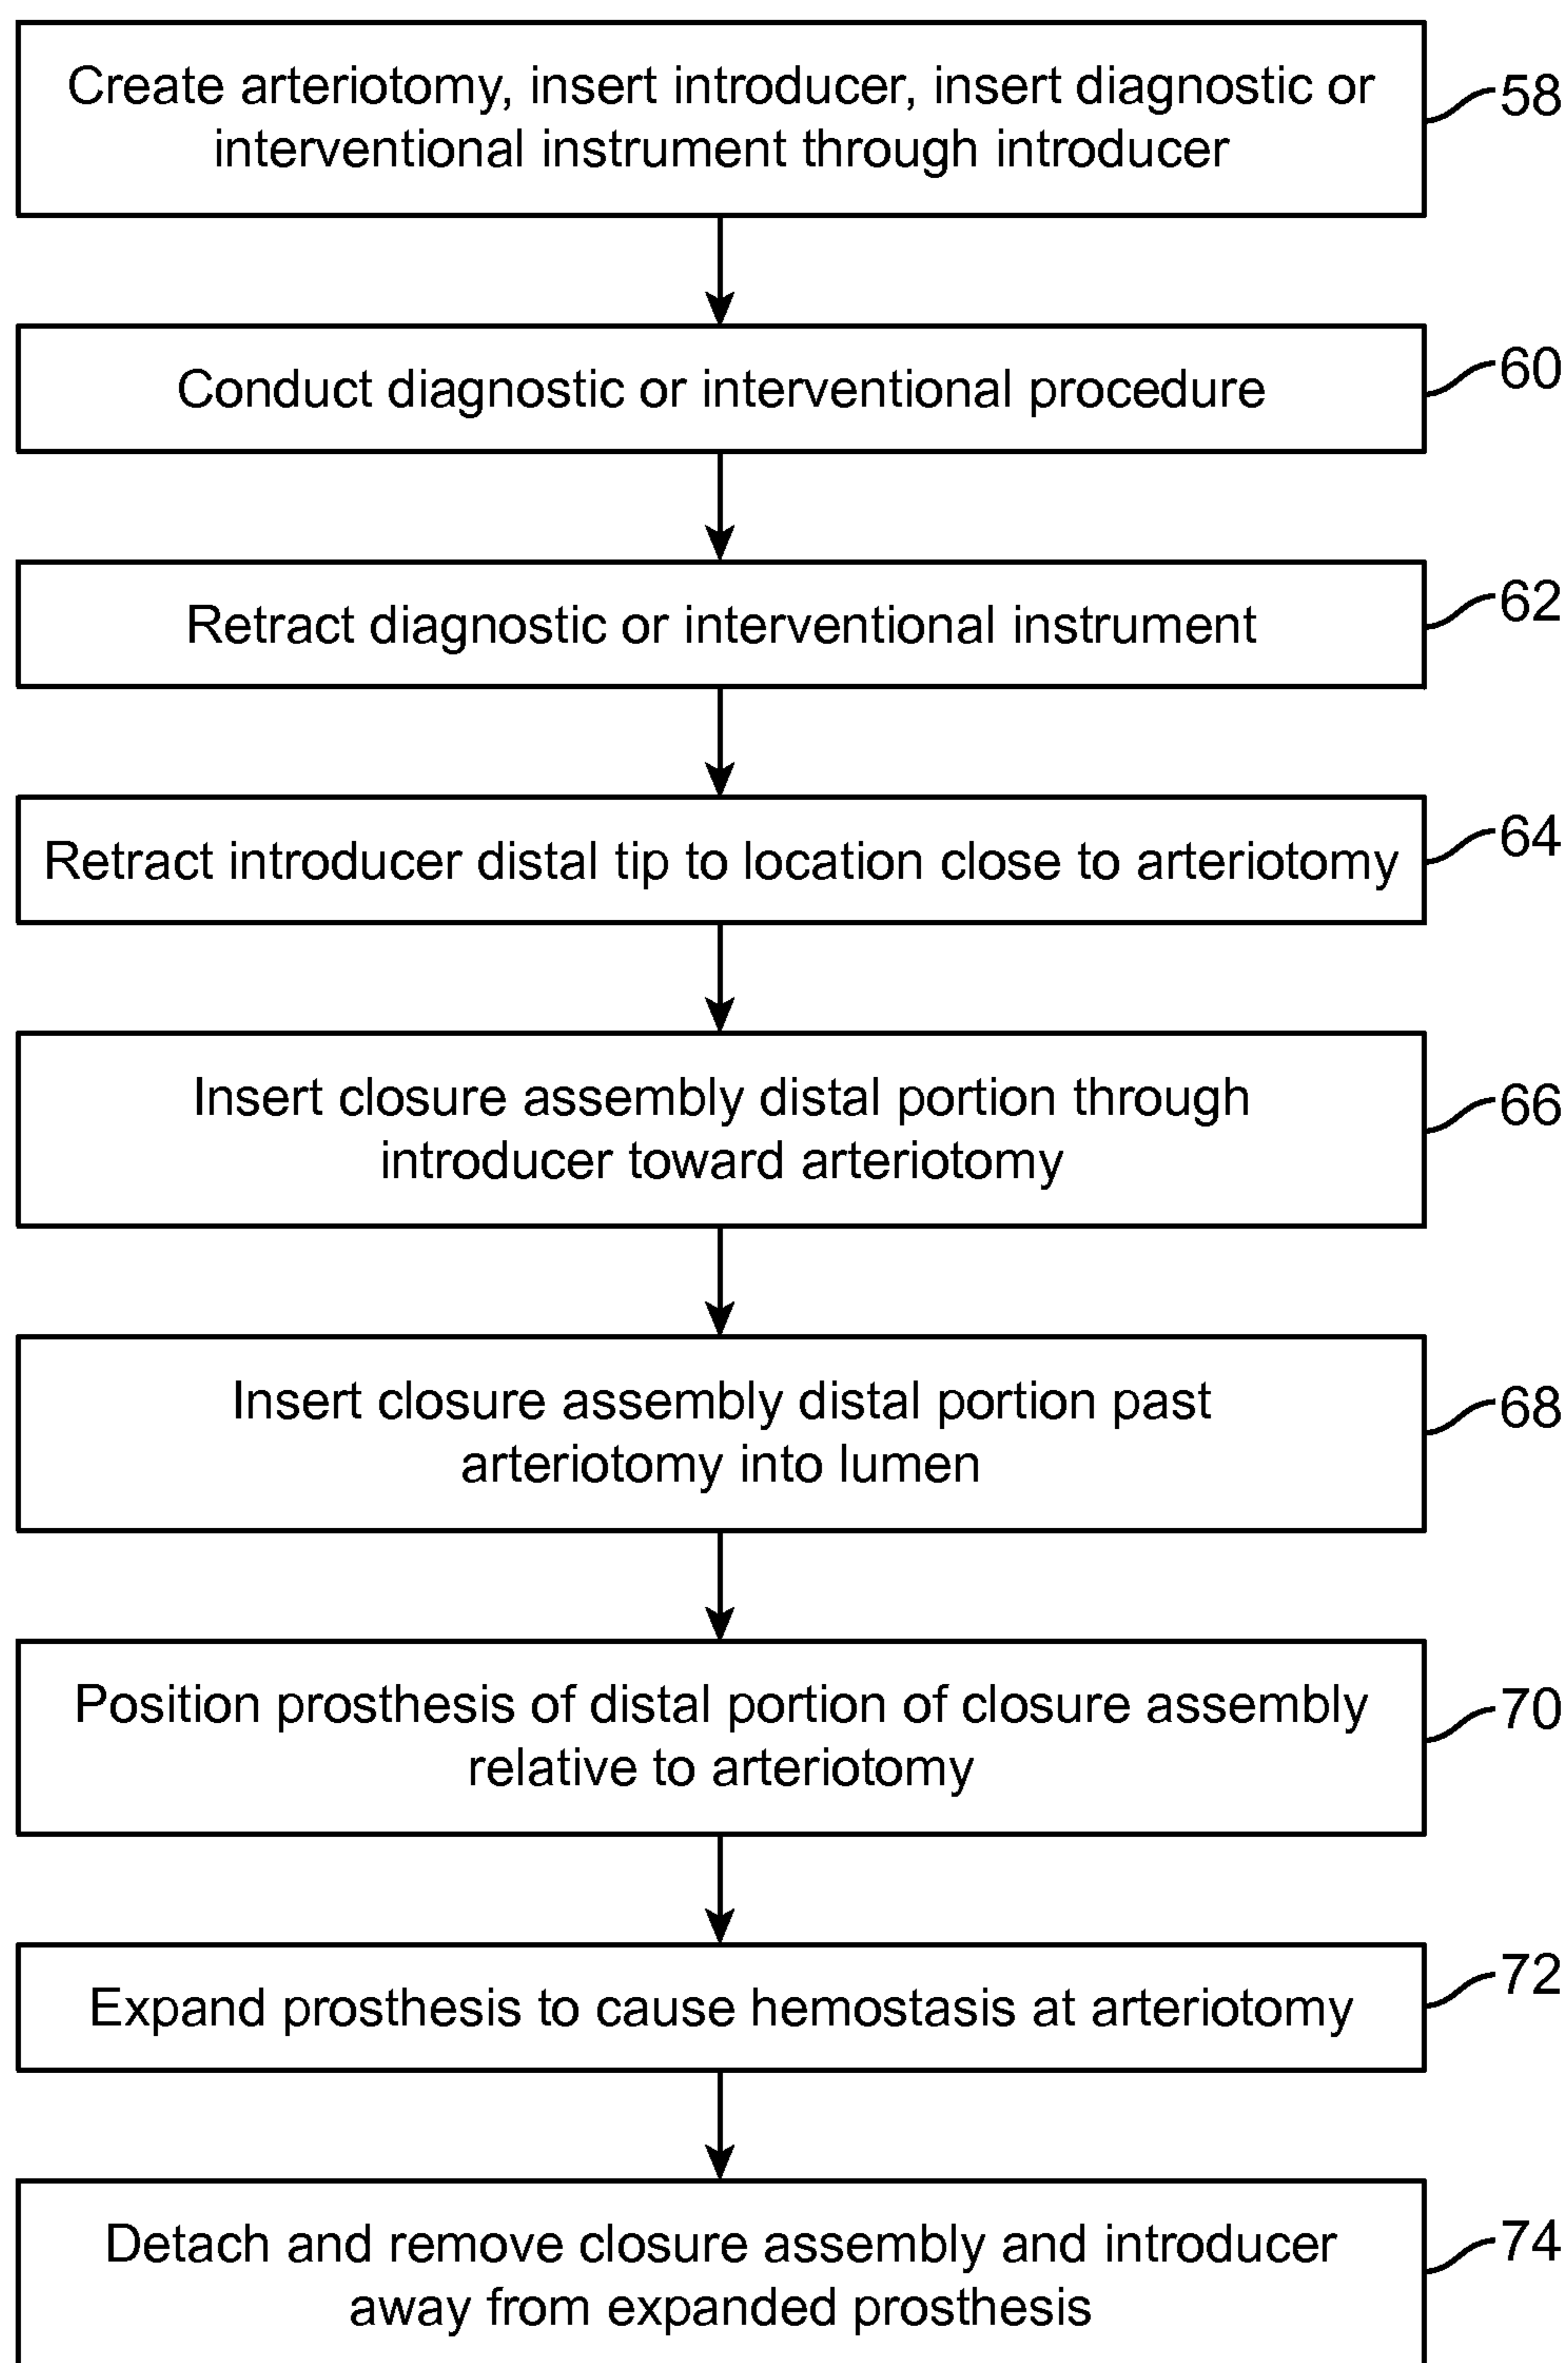 Create arteriotomy, insert introducer, insert diagnostic or
interventional instrument through introducer
58
Conduct diagnostic or interventional procedure
60
Retract diagnostic or interventional instrument
62
Retract introducer distal tip to location close to arteriotomy
64
Insert closure assembly distal portion through
introducer toward arteriotomy
66
Insert closure assembly distal portion past
arteriotomy into lumen
68
Position prosthesis of distal portion of closure assembly
relative to arteriotomy
70
Expand prosthesis to cause hemostasis at arteriotomy
72
Detach and remove closure assembly and introducer
away from expanded prosthesis
74